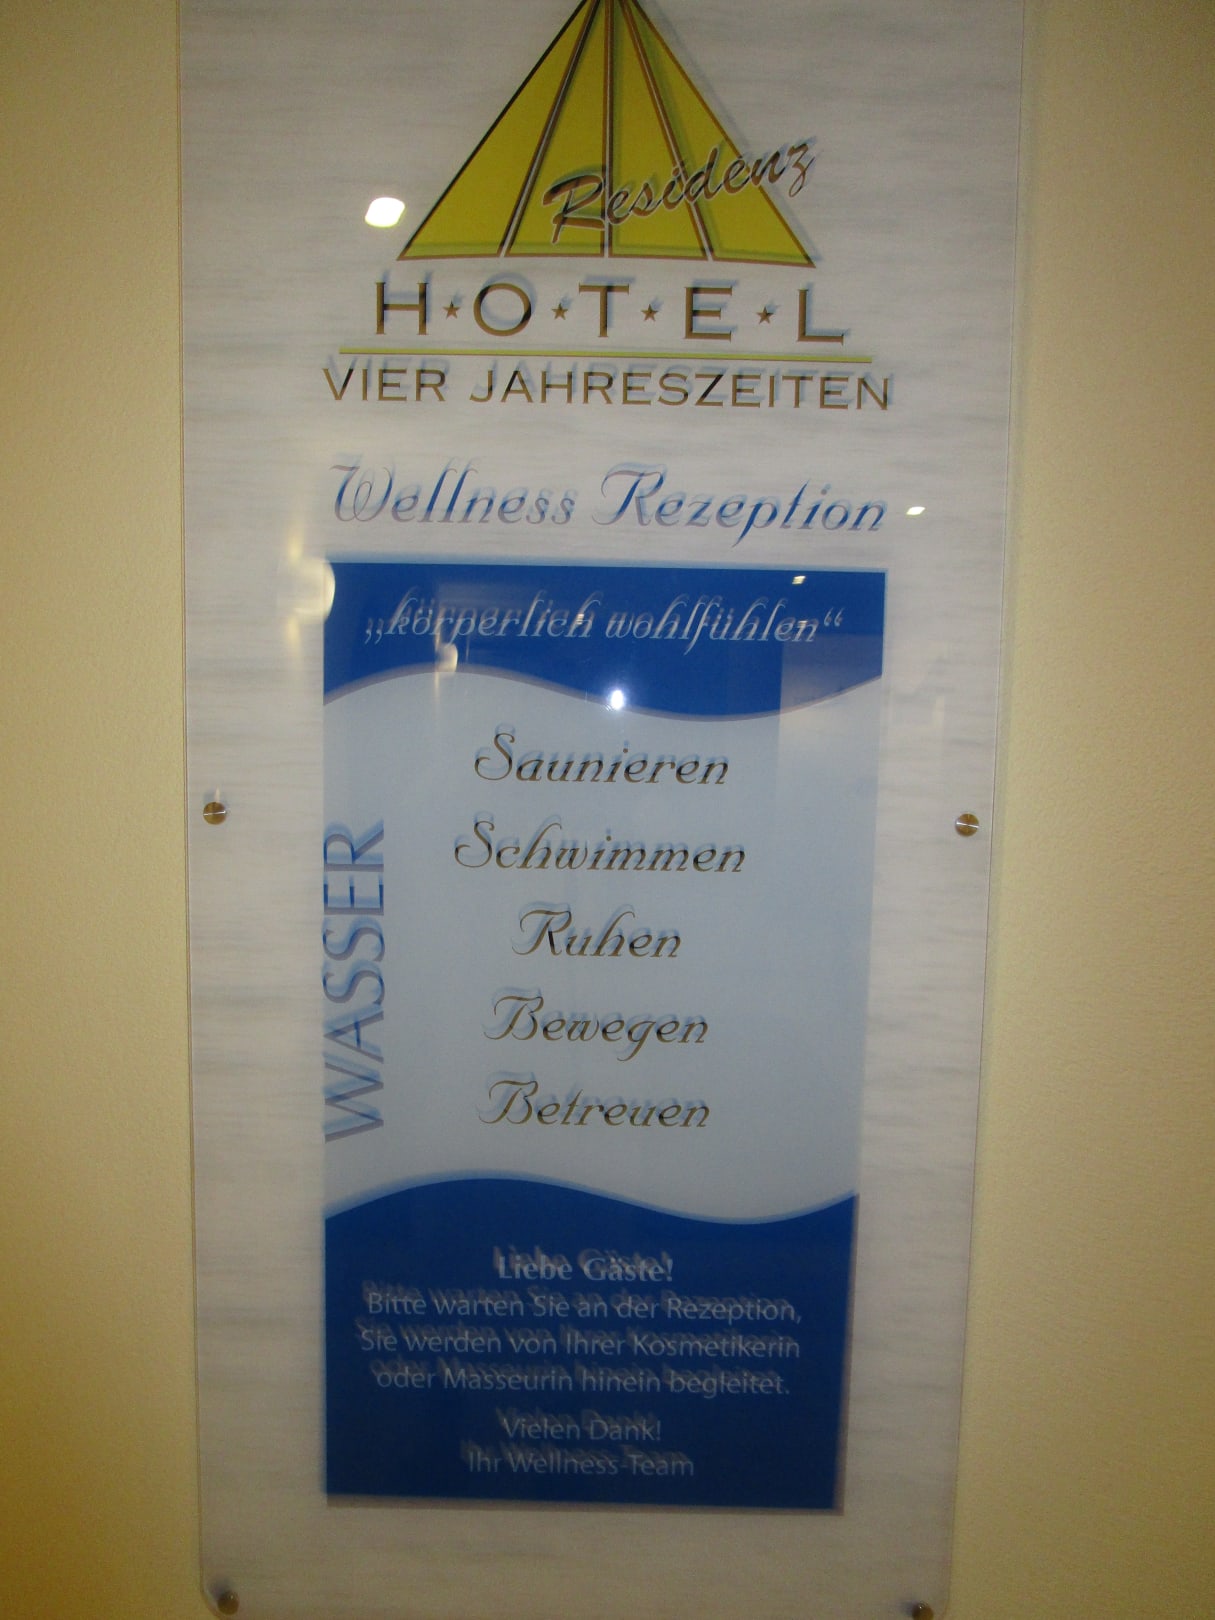 Residenz
H★O★T★E★L
VIER JAHRESZEITEN
Wellness Rezeption
„körperlich wohlfühlen“
WASSER
Saunieren
Schwimmen
Ruhen
Bewegen
Betreuen
Liebe Gäste!
Bitte warten Sie an der Rezeption,
Sie werden von Ihrer Kosmetikerin
oder Masseurin hinein begleitet.
Vielen Dank!
Ihr Wellness-Team